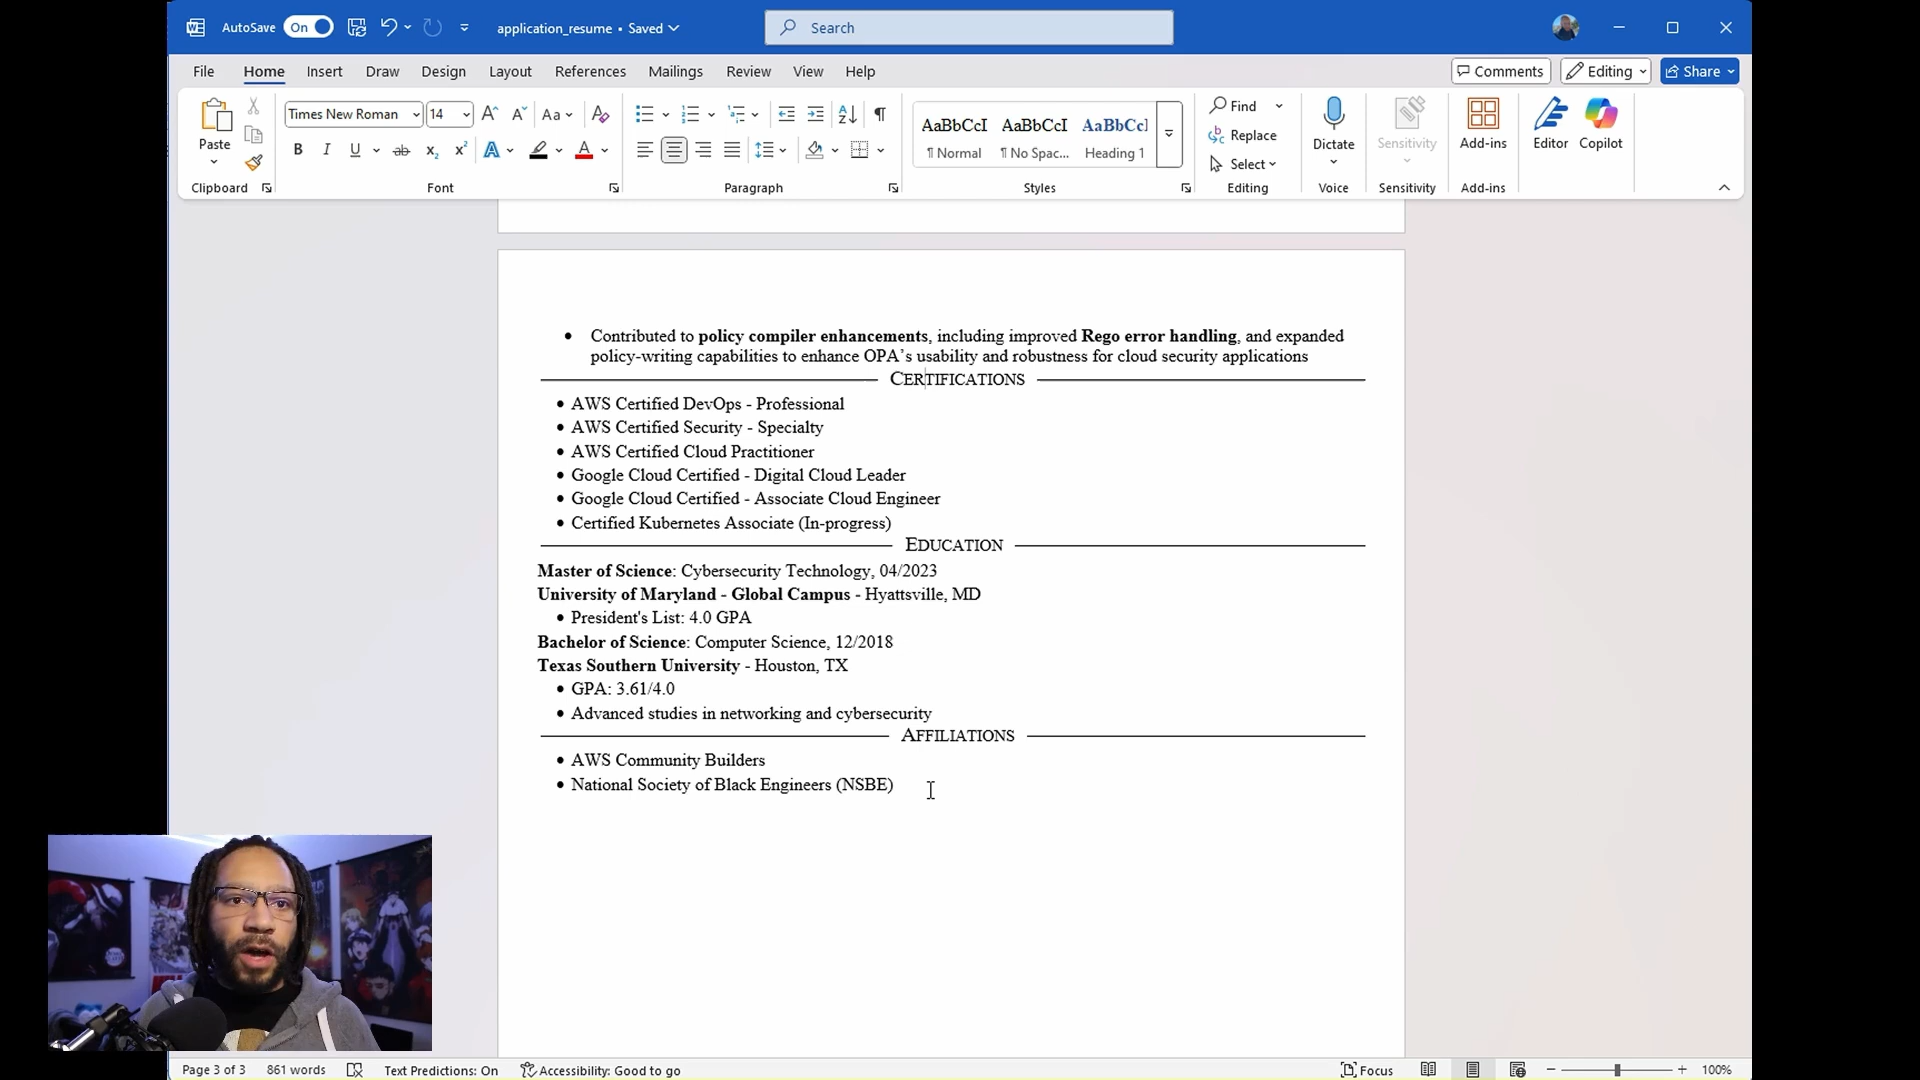 AutoSave On application_resume • Saved Search
File Home Insert Draw Design Layout References Mailings Review View Help Comments Editing Share
Paste
Clipboard
Times New Roman 14
Font
Paragraph
AaBbCcI AaBbCcI AaBbCc]
¶ Normal ¶ No Spac... Heading 1
Styles
Find
Replace
Select
Editing
Dictate
Voice
Sensitivity
Sensitivity
Add-ins
Add-ins
Editor
Copilot
• Contributed to policy compiler enhancements, including improved Rego error handling, and expanded
policy-writing capabilities to enhance OPA’s usability and robustness for cloud security applications
CERTIFICATIONS
• AWS Certified DevOps - Professional
• AWS Certified Security - Specialty
• AWS Certified Cloud Practitioner
• Google Cloud Certified - Digital Cloud Leader
• Google Cloud Certified - Associate Cloud Engineer
• Certified Kubernetes Associate (In-progress)
EDUCATION
Master of Science: Cybersecurity Technology, 04/2023
University of Maryland - Global Campus - Hyattsville, MD
• President's List: 4.0 GPA
Bachelor of Science: Computer Science, 12/2018
Texas Southern University - Houston, TX
• GPA: 3.61/4.0
• Advanced studies in networking and cybersecurity
AFFILIATIONS
• AWS Community Builders
• National Society of Black Engineers (NSBE)
Page 3 of 3 861 words Text Predictions: On Accessibility: Good to go Focus 100%